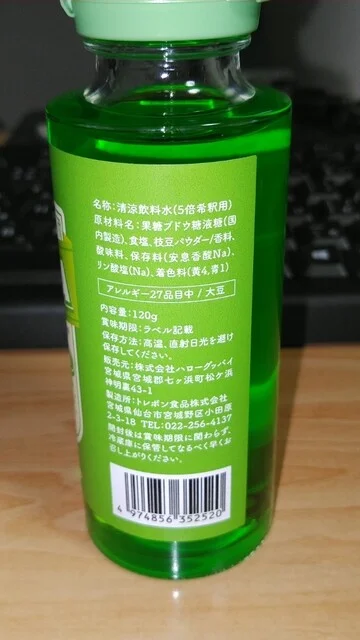 名称:清涼飲料水(5倍希釈用)
原材料名:果糖ブドウ糖液糖(国
内製造)、食塩、枝豆パウダー/香料、
酸味料、保存料(安息香酸Na)、
リン酸塩(Na)、着色料(黄4,青1)
アレルギー27品目中 / 大豆
内容量:120g
賞味期限:ラベル記載
保存方法:高温、直射日光を避け
保存してください。
販売元:株式会社ハローグッバイ
宮城県宮城郡七ヶ浜町松ケ浜
神明裏43-1
製造所:トレボン食品株式会社
宮城県仙台市宮城野区小田原
2-3-18 TEL:022-256-4137
開封後は賞味期限に関わらず、
冷蔵庫に保管してなるべく早くお
召し上がりください。
4 974856 352520